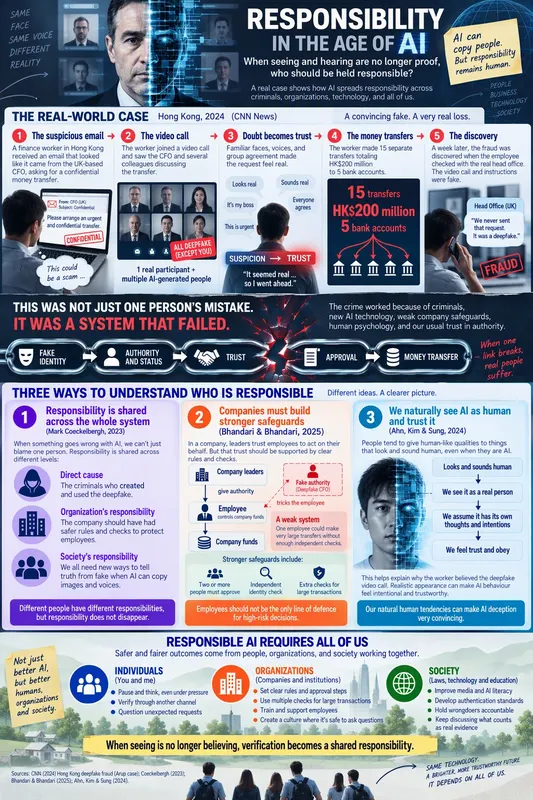 SAME
FACE
SAME VOICE
DIFFERENT
REALITY
RESPONSIBILITY
IN THE AGE OF AI
When seeing and hearing are no longer proof,
who should be held responsible?
A real case shows how AI spreads responsibility across
criminals, organizations, technology, and all of us.
AI can
copy people.
But responsibility
remains human.
PEOPLE
BUSINESS
TECHNOLOGY
SOCIETY
THE REAL-WORLD CASE
Hong Kong, 2024 (CNN News)
A convincing fake. A very real loss.
1 The suspicious email
A finance worker in Hong Kong
received an email that looked
like it came from the UK-based
CFO, asking for a confidential
money transfer.
From: CFO (UK)
Subject: Confidential
Please arrange an urgent
and confidential transfer.
CONFIDENTIAL
This could
be a scam ...
2 The video call
The worker joined a video
call and saw the CFO and several
colleagues discussing
the transfer.
ALL DEEPFAKE
(EXCEPT YOU)
1 real participant +
multiple AI-generated people
3 Doubt becomes trust
Familiar faces, voices, and
group agreement made
the request feel real.
Looks real
Sounds real
It's my boss
Everyone
agrees
This is urgent
SUSPICION → TRUST
"It seemed real ...
so I went ahead."
4 The money transfers
The worker made 15 separate
transfers totaling
HK$200 million
to 5 bank accounts.
15 transfers
HK$200 million
5 bank accounts
5 The discovery
A week later, the fraud was
discovered when the employee
checked with the real head office.
The video call and instructions
were fake.
Head Office (UK)
"We never sent
that request.
It was a deepfake."
FRAUD
THIS WAS NOT JUST ONE PERSON'S MISTAKE.
IT WAS A SYSTEM THAT FAILED.
The crime worked because of criminals,
new AI technology, weak company safeguards,
human psychology, and our usual trust in authority.
FAKE
IDENTITY
AUTHORITY
AND STATUS
TRUST
APPROVAL
MONEY TRANSFER
When one
link breaks,
real people
suffer.
THREE WAYS TO UNDERSTAND WHO IS RESPONSIBLE
Different ideas. A clearer picture.
1
Responsibility is shared
across the whole system
(Mark Coeckelbergh, 2023)
When something goes wrong with AI, we can't just
blame one person. Responsibility is shared across
different levels:
Direct cause
The criminals who created
and used the deepfake.
Organization's responsibility
The company should have had
safer rules and checks to protect
employees.
Society's responsibility
We all need new ways to tell
truth from fake when AI can copy
images and voices.
Different people have different responsibilities,
but responsibility does not disappear.
2
Companies must build
stronger safeguards
(Bhandari & Bhandari, 2025)
In a company, leaders trust employees to act on their
behalf. But that trust should be supported by clear
rules and checks.
Company leaders
give authority
Employee
controls company funds
Company funds
Fake authority
(Deepfake CFO)
tricks the employee
A weak system
One employee could make
very large transfers without
enough independent checks.
Stronger safeguards include:
Two or more
people must approve
Independent
identity check
Extra checks for
large transactions
Employees should not be the only line of defence
for high-risk decisions.
3
We naturally see AI as human
and trust it
(Ahn, Kim & Sung, 2024)
People tend to give human-like qualities to things
that look and sound human, even when they are AI.
Looks and sounds human
We see it as a real person
We assume it has its own
thoughts and intentions
We feel trust and obey
This helps explain why the worker believed the deepfake
video call. Realistic appearance can make AI behaviour
feel intentional and trustworthy.
Our natural human tendencies can make AI deception
very convincing.
RESPONSIBLE AI REQUIRES ALL OF US
Safer and fairer outcomes come from people, organizations, and society working together.
Not just
better AI,
but better
humans,
organizations
and society.
INDIVIDUALS
(You and me)
• Pause and think, even under pressure
• Verify through another channel
• Question unexpected requests
ORGANIZATIONS
(Companies and institutions)
• Set clear rules and approval steps
• Use multiple checks for large transactions
• Train and support employees
• Create a culture where it's safe to ask questions
SOCIETY
(Laws, technology and education)
• Improve media and AI literacy
• Develop authentication standards
• Hold wrongdoers accountable
• Keep discussing what counts
as real evidence
When seeing is no longer believing, verification becomes a shared responsibility.
Sources: CNN (2024) Hong Kong deepfake fraud (Arup case); Coeckelbergh (2023);
Bhandari & Bhandari (2025); Ahn, Kim & Sung (2024).
SAME TECHNOLOGY.
A BRIGHTER, MORE TRUSTWORTHY FUTURE
IT DEPENDS ON ALL OF US.